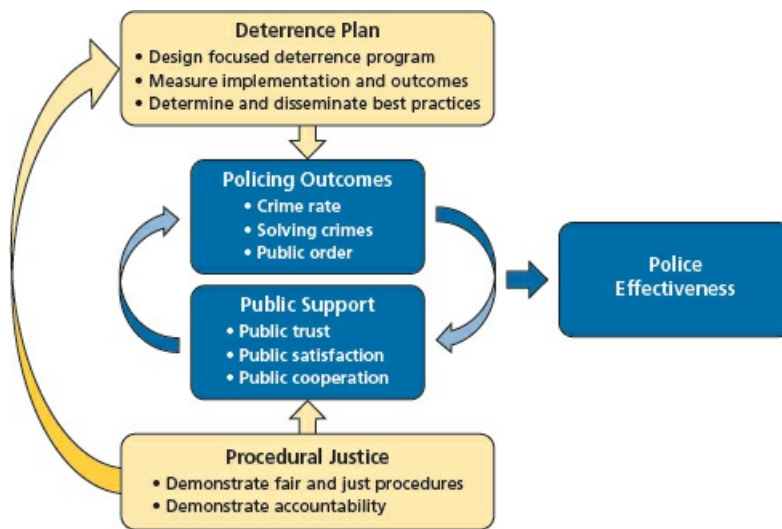 Deterrence Plan
• Design focused deterrence program
• Measure implementation and outcomes
• Determine and disseminate best practices
Policing Outcomes
• Crime rate
• Solving crimes
• Public order
Public Support
• Public trust
• Public satisfaction
• Public cooperation
Police
Effectiveness
Procedural Justice
• Demonstrate fair and just procedures
• Demonstrate accountability